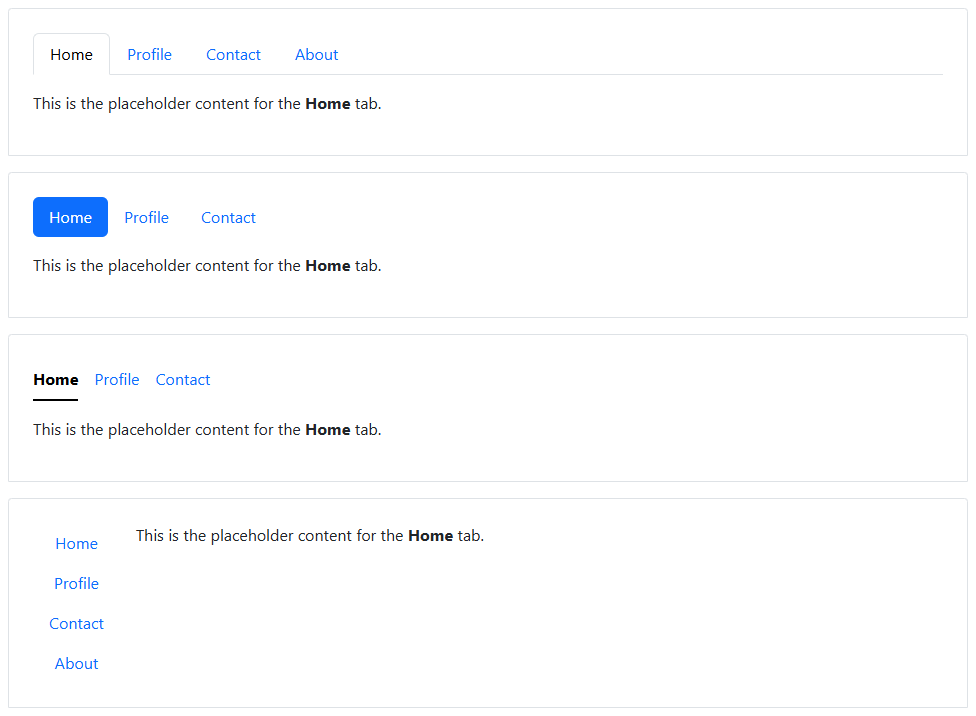 Home Profile Contact About
This is the placeholder content for the Home tab.
Home Profile Contact
This is the placeholder content for the Home tab.
Home Profile Contact
This is the placeholder content for the Home tab.
Home
Profile
Contact
About
This is the placeholder content for the Home tab.